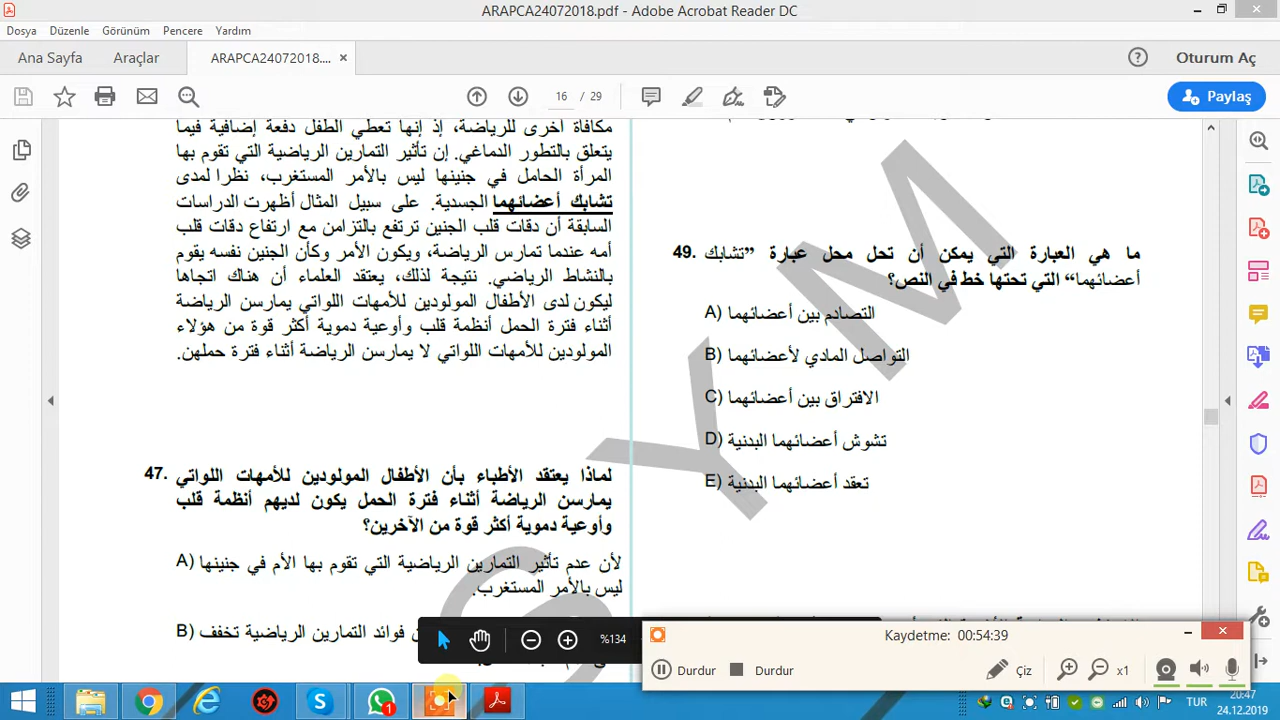 ARAPCA24072018.pdf - Adobe Acrobat Reader DC
Dosya Düzenle Görünüm Pencere Yardım
Ana Sayfa Araçlar ARAPCA24072018.... × Oturum Aç
16 / 29 Paylaş
مكافأة أخرى للرياضة، إذ إنها تعطي الطفل دفعة إضافية فيما
يتعلق بالتطور الدماغي. إن تأثير التمارين الرياضية التي تقوم بها
المرأة الحامل في جنينها ليس بالأمر المستغرب، نظرا لمدى
تشابك أعضائهما الجسدية. على سبيل المثال أظهرت الدراسات
السابقة أن دقات قلب الجنين ترتفع بالتزامن مع ارتفاع دقات قلب
أمه عندما تمارس الرياضة، ويكون الأمر وكأن الجنين نفسه يقوم
بالنشاط الرياضي. نتيجة لذلك، يعتقد العلماء أن هناك اتجاها
ليكون لدى الأطفال المولودين للأمهات اللواتي يمارسن الرياضة
أثناء فترة الحمل أنظمة قلب وأوعية دموية أكثر قوة من هؤلاء
المولودين للأمهات اللواتي لا يمارسن الرياضة أثناء فترة حملهن.
47. لماذا يعتقد الأطباء بأن الأطفال المولودين للأمهات اللواتي
يمارسن الرياضة أثناء فترة الحمل يكون لديهم أنظمة قلب
وأوعية دموية أكثر قوة من الآخرين؟
A) لأن عدم تأثير التمارين الرياضية التي تقوم بها الأم في جنينها
ليس بالأمر المستغرب.
B) فوائد التمارين الرياضية تخفف
49. ما هي العبارة التي يمكن أن تحل محل عبارة ”تشابك
أعضائهما“ التي تحتها خط في النص؟
A) التصادم بين أعضائهما
B) التواصل المادي لأعضائهما
C) الافتراق بين أعضائهما
D) تشوش أعضائهما البدنية
E) تعقد أعضائهما البدنية
S Y M
%134
Kaydetme: 00:54:39
Durdur Durdur Çiz x1
1
TUR
20:47
24.12.2019